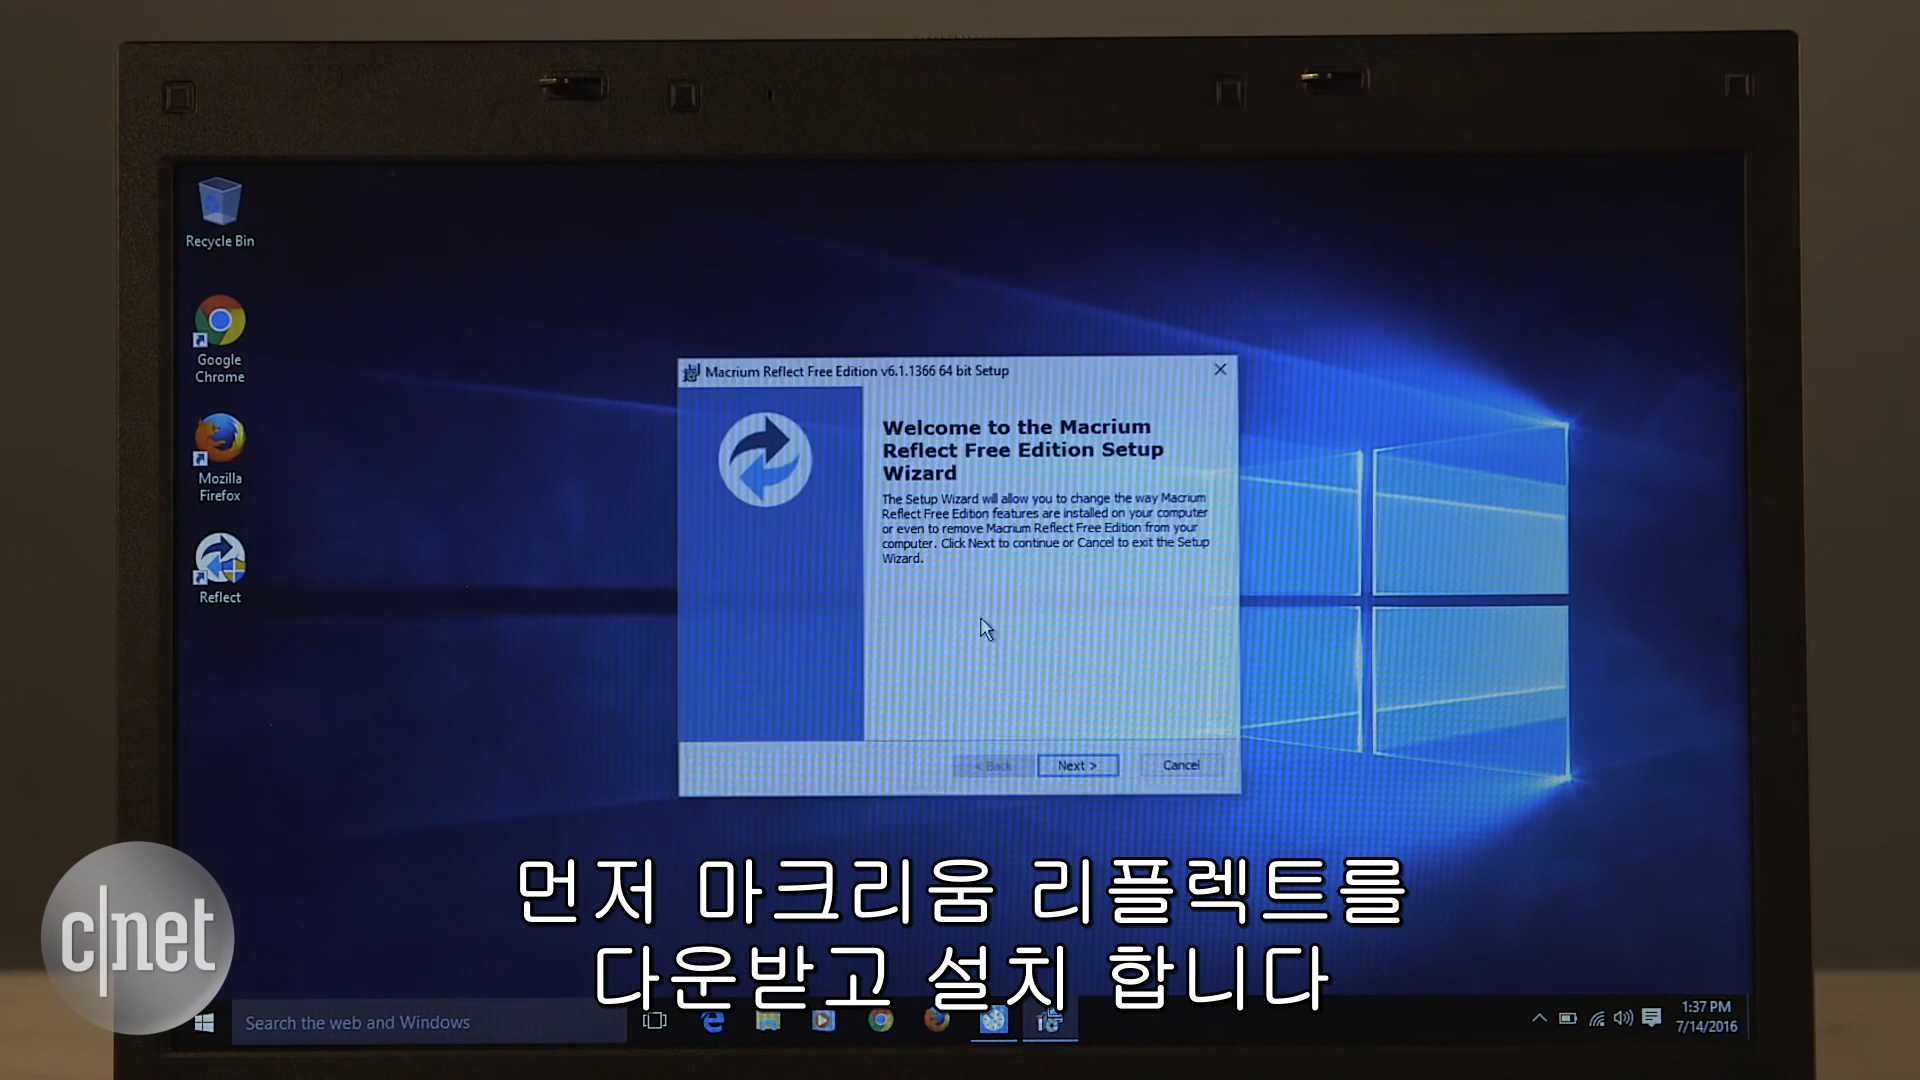 Recycle Bin
Google
Chrome
Mozilla
Firefox
Reflect
Macrium Reflect Free Edition v6.1.1366 64 bit Setup
Welcome to the Macrium
Reflect Free Edition Setup
Wizard
The Setup Wizard will allow you to change the way Macrium
Reflect Free Edition features are installed on your computer
or even to remove Macrium Reflect Free Edition from your
computer. Click Next to continue or Cancel to exit the Setup
Wizard.
< Back
Next >
Cancel
먼저 마크리움 리플렉트를
다운받고 설치 합니다
c|net
Search the web and Windows
1:37 PM
7/14/2016